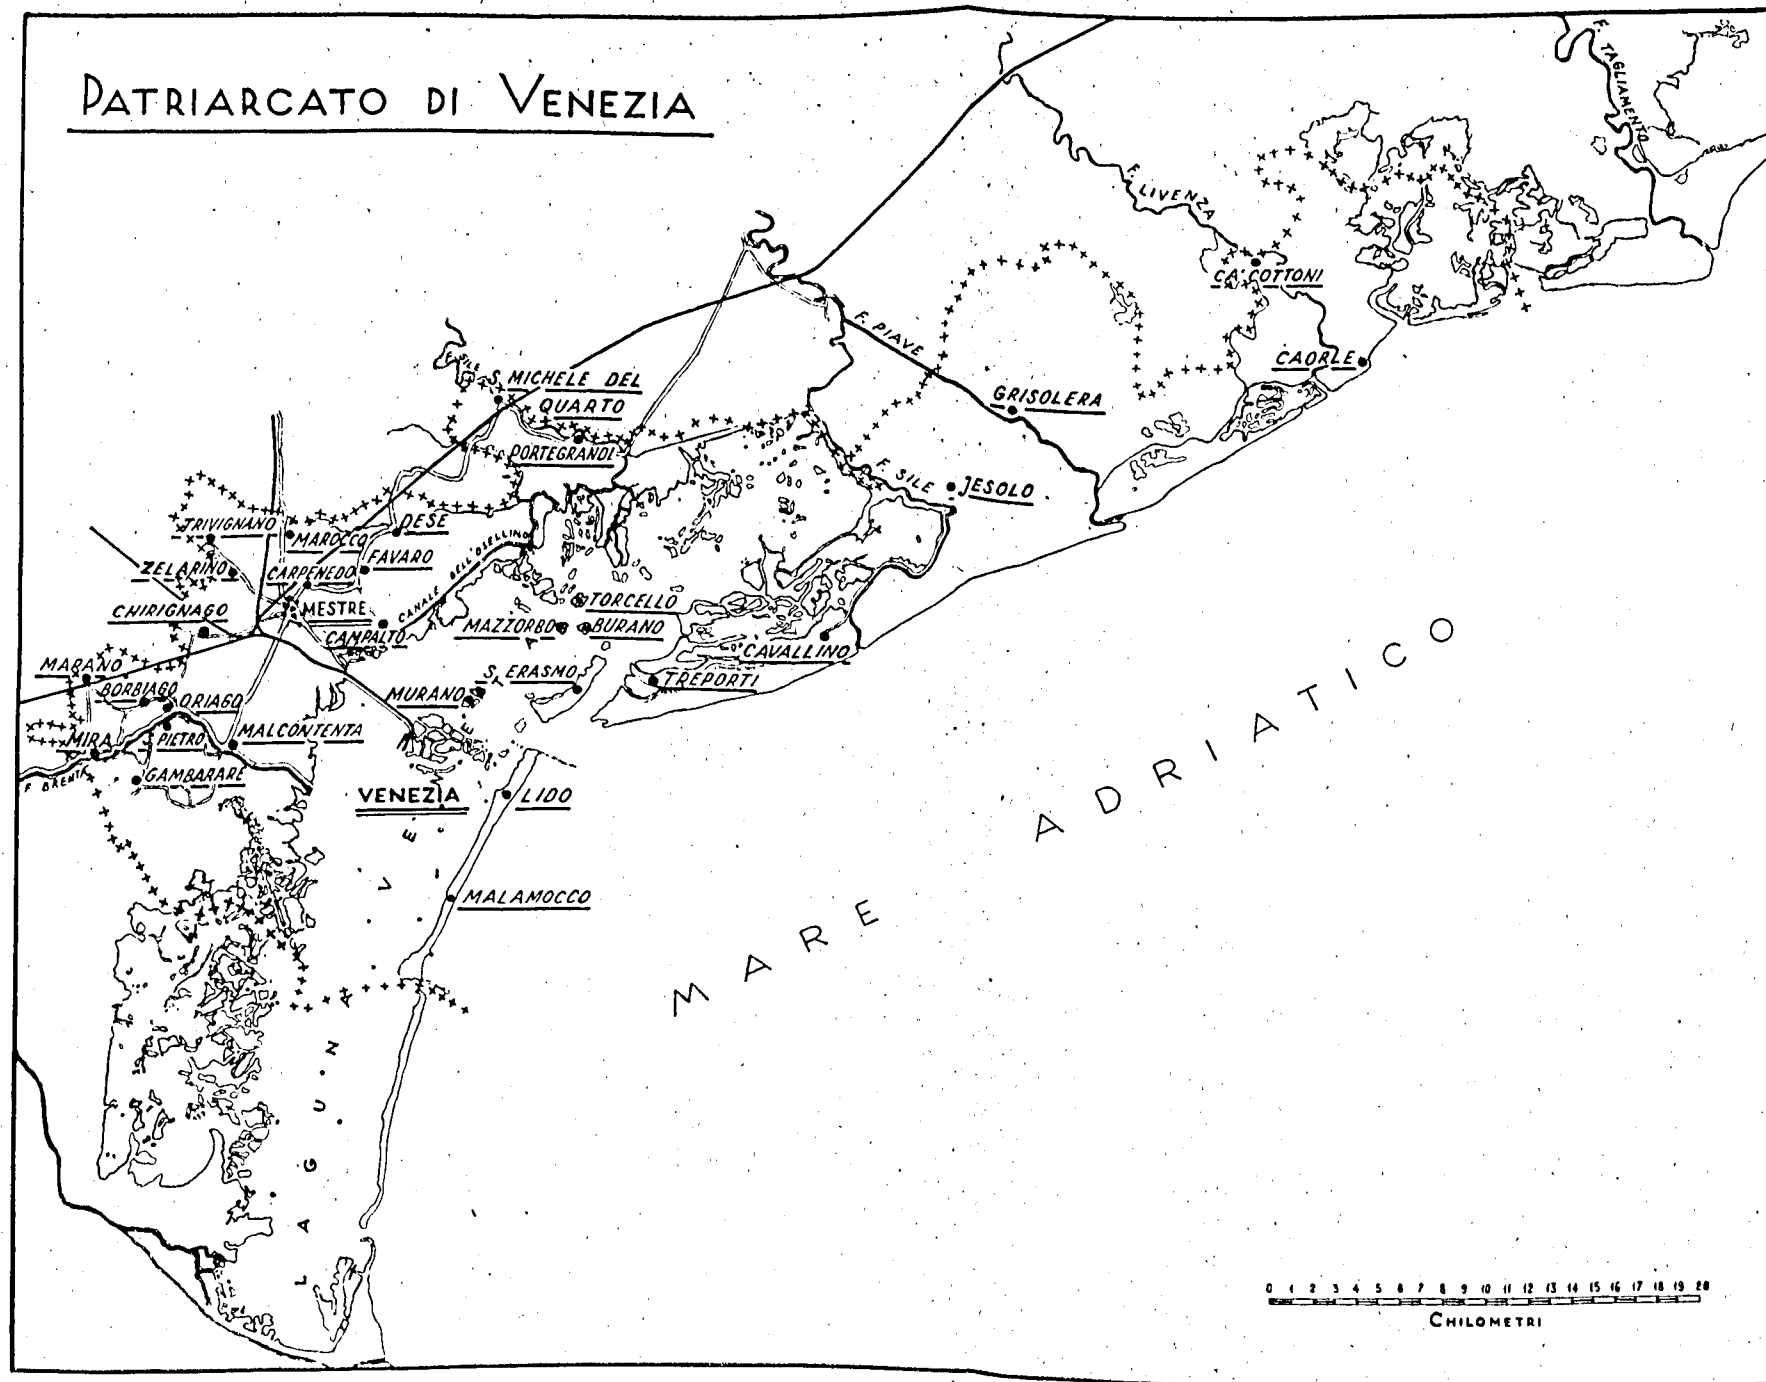 PATRIARCATO DI VENEZIA
F. TAGLIAMENTO
F. LIVENZA
CA' COTTONI
F. PIAVE
CAORLE
F. SILE
S. MICHELE DEL
QUARTO
GRISOLERA
PORTEGRANDI
F. SILE
JESOLO
TRIVIGNANO
MAROCCO
DESE
FAVARO
ZELARINO
CARPENEDO
CANALE DELL'OSELLINO
CHIRIGNAGO
MESTRE
CAMPALTO
TORCELLO
MAZZORBO
BURANO
CAVALLINO
MARANO
BORBIAGO
ORIAGO
MURANO
S. ERASMO
TREPORTI
MIRA
S. PIETRO
MALCONTENTA
F. BRENTA
GAMBARARE
VENEZIA
LIDO
MALAMOCCO
LAGUNA VENETA
MARE ADRIATICO
0 1 2 3 4 5 6 7 8 9 10 11 12 13 14 15 16 17 18 19 20
CHILOMETRI